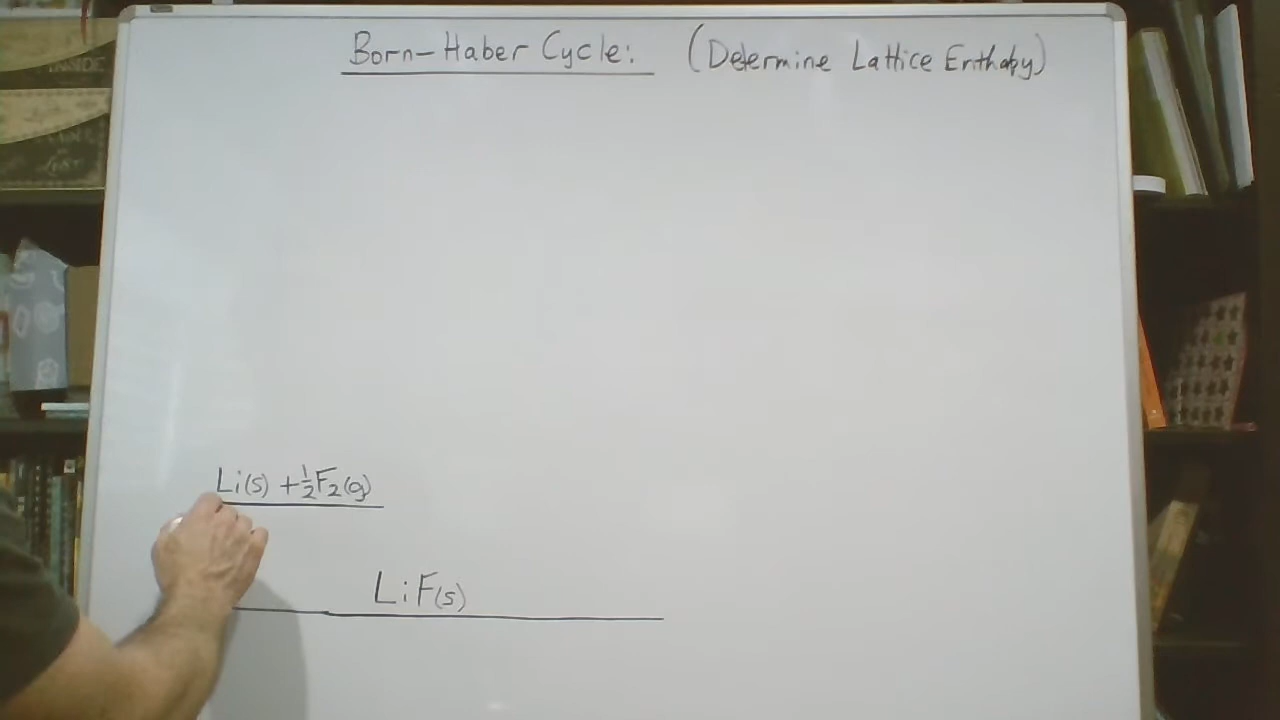 Born-Haber Cycle: (Determine Lattice Enthalpy)
Li(s) + ½F₂(g)
LiF(s)